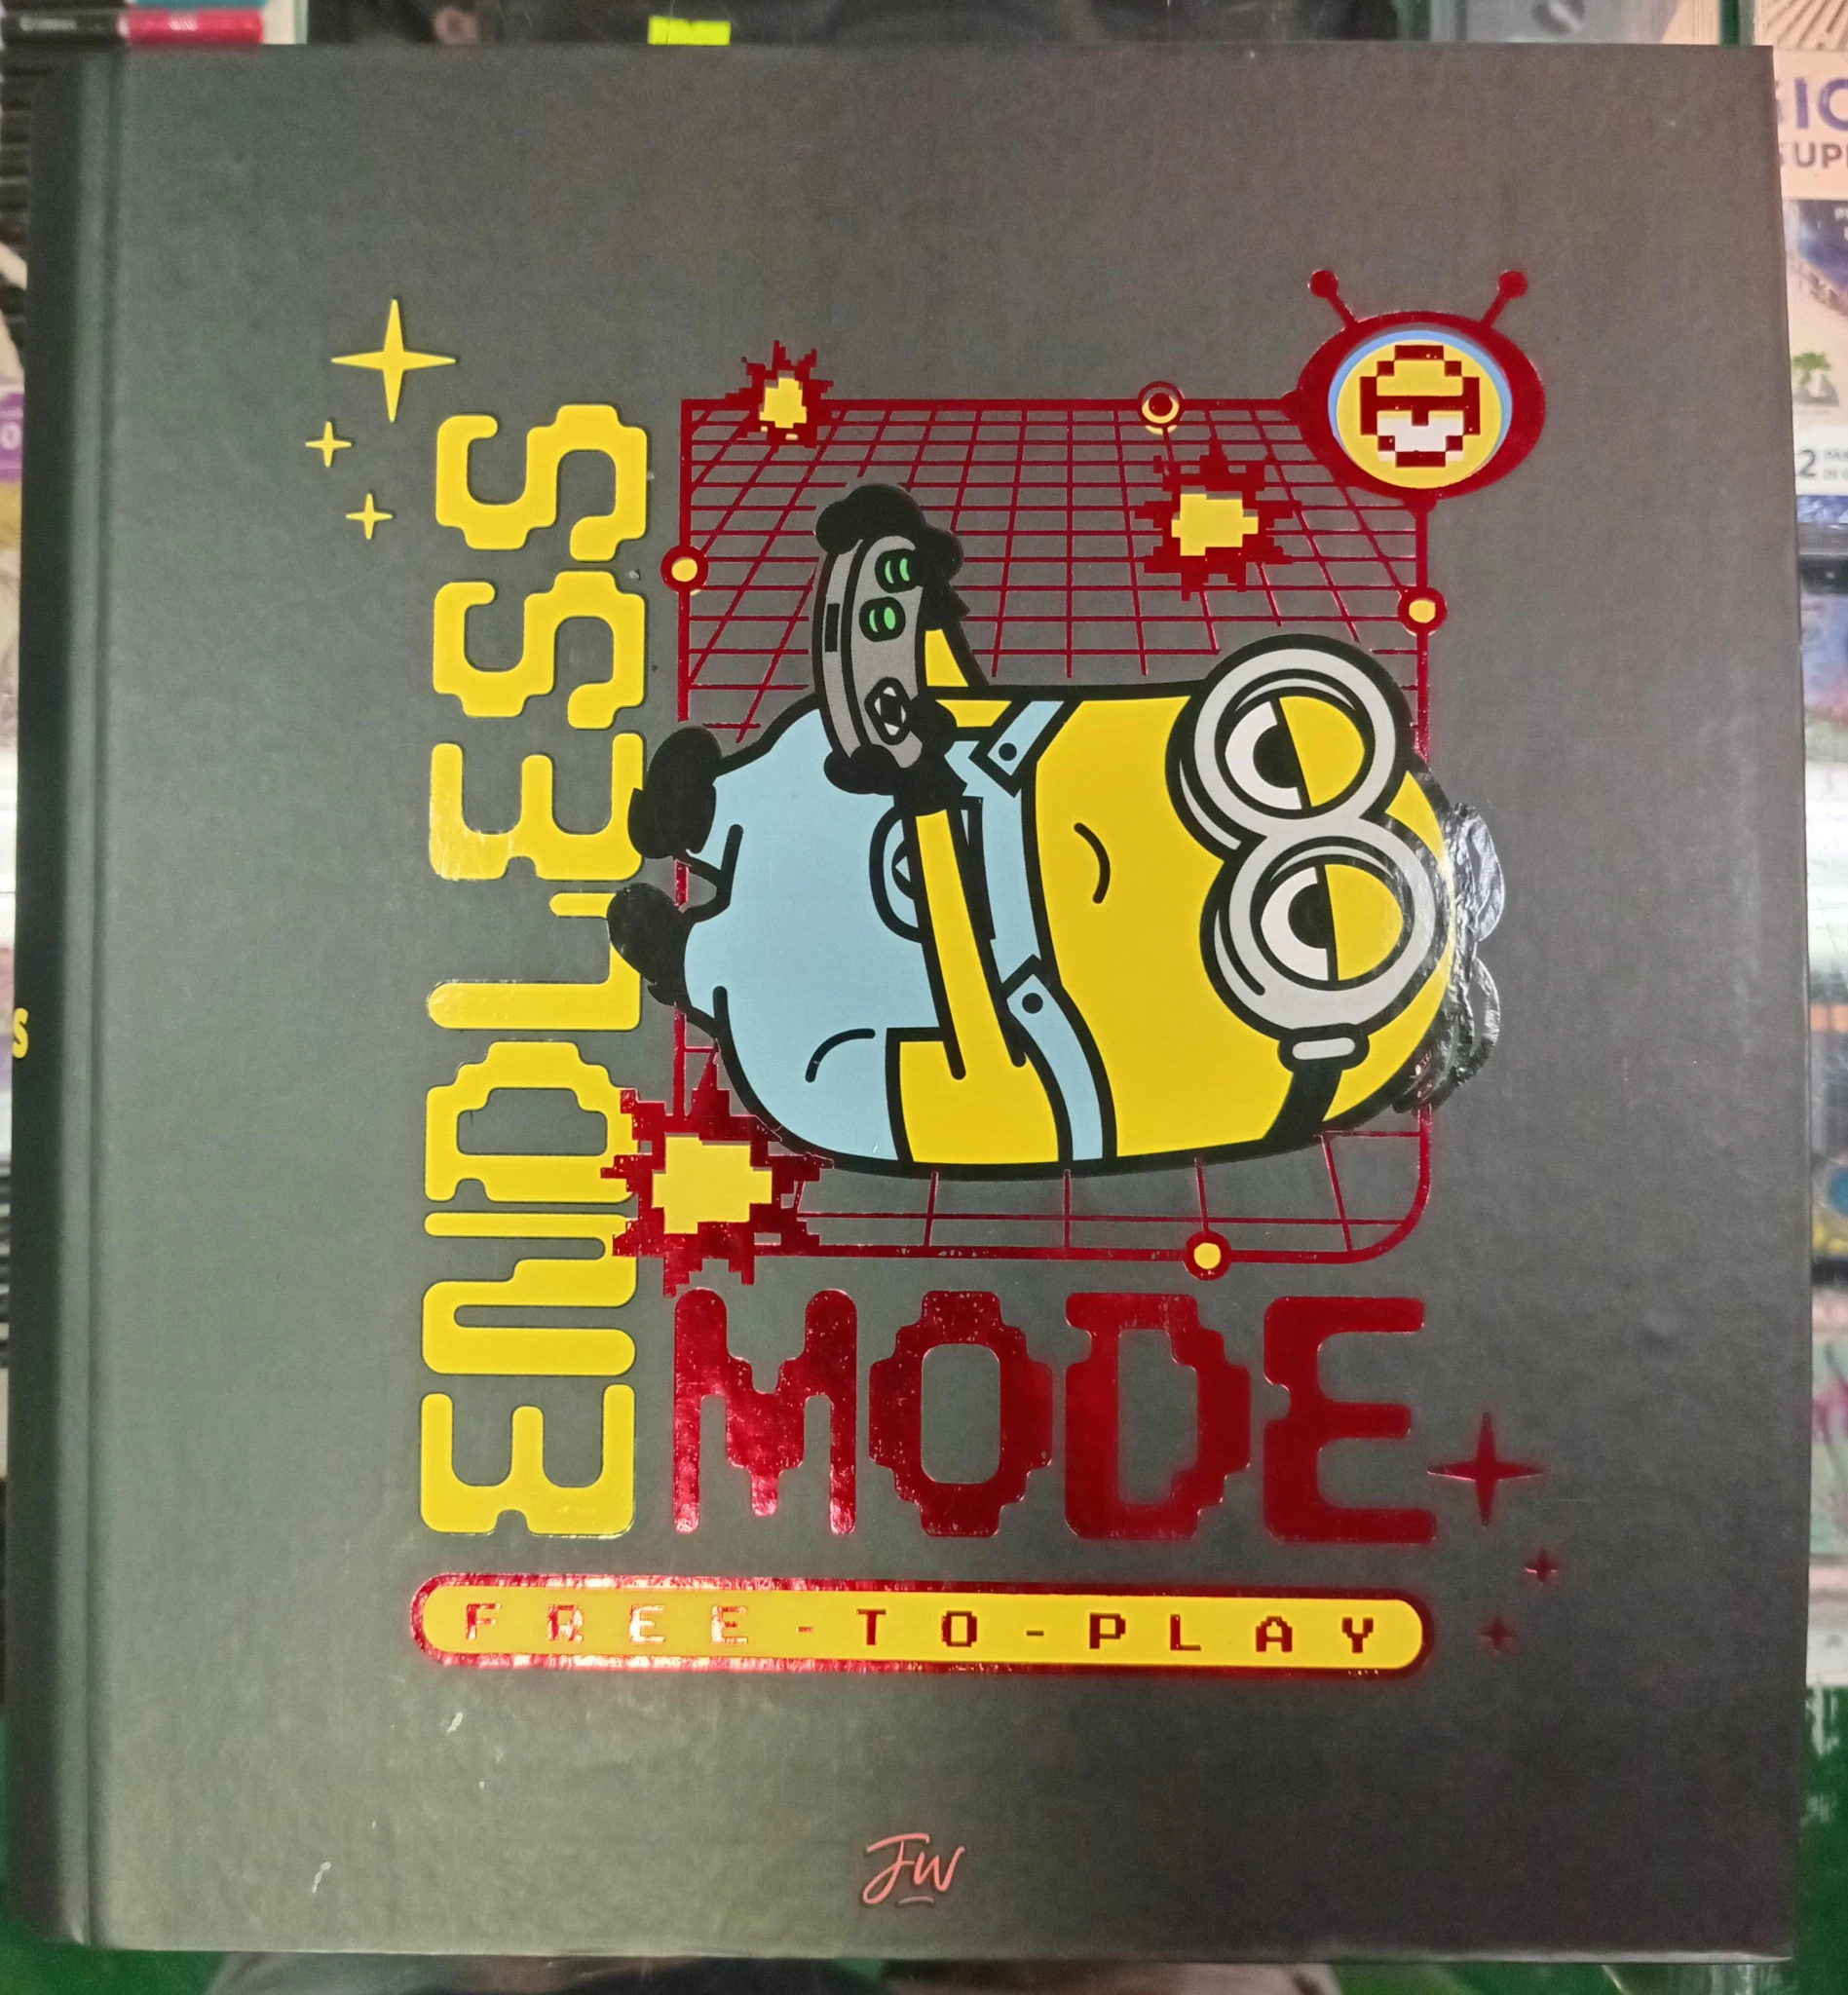 ENDLESS
MODE
FREE-TO-PLAY
JW